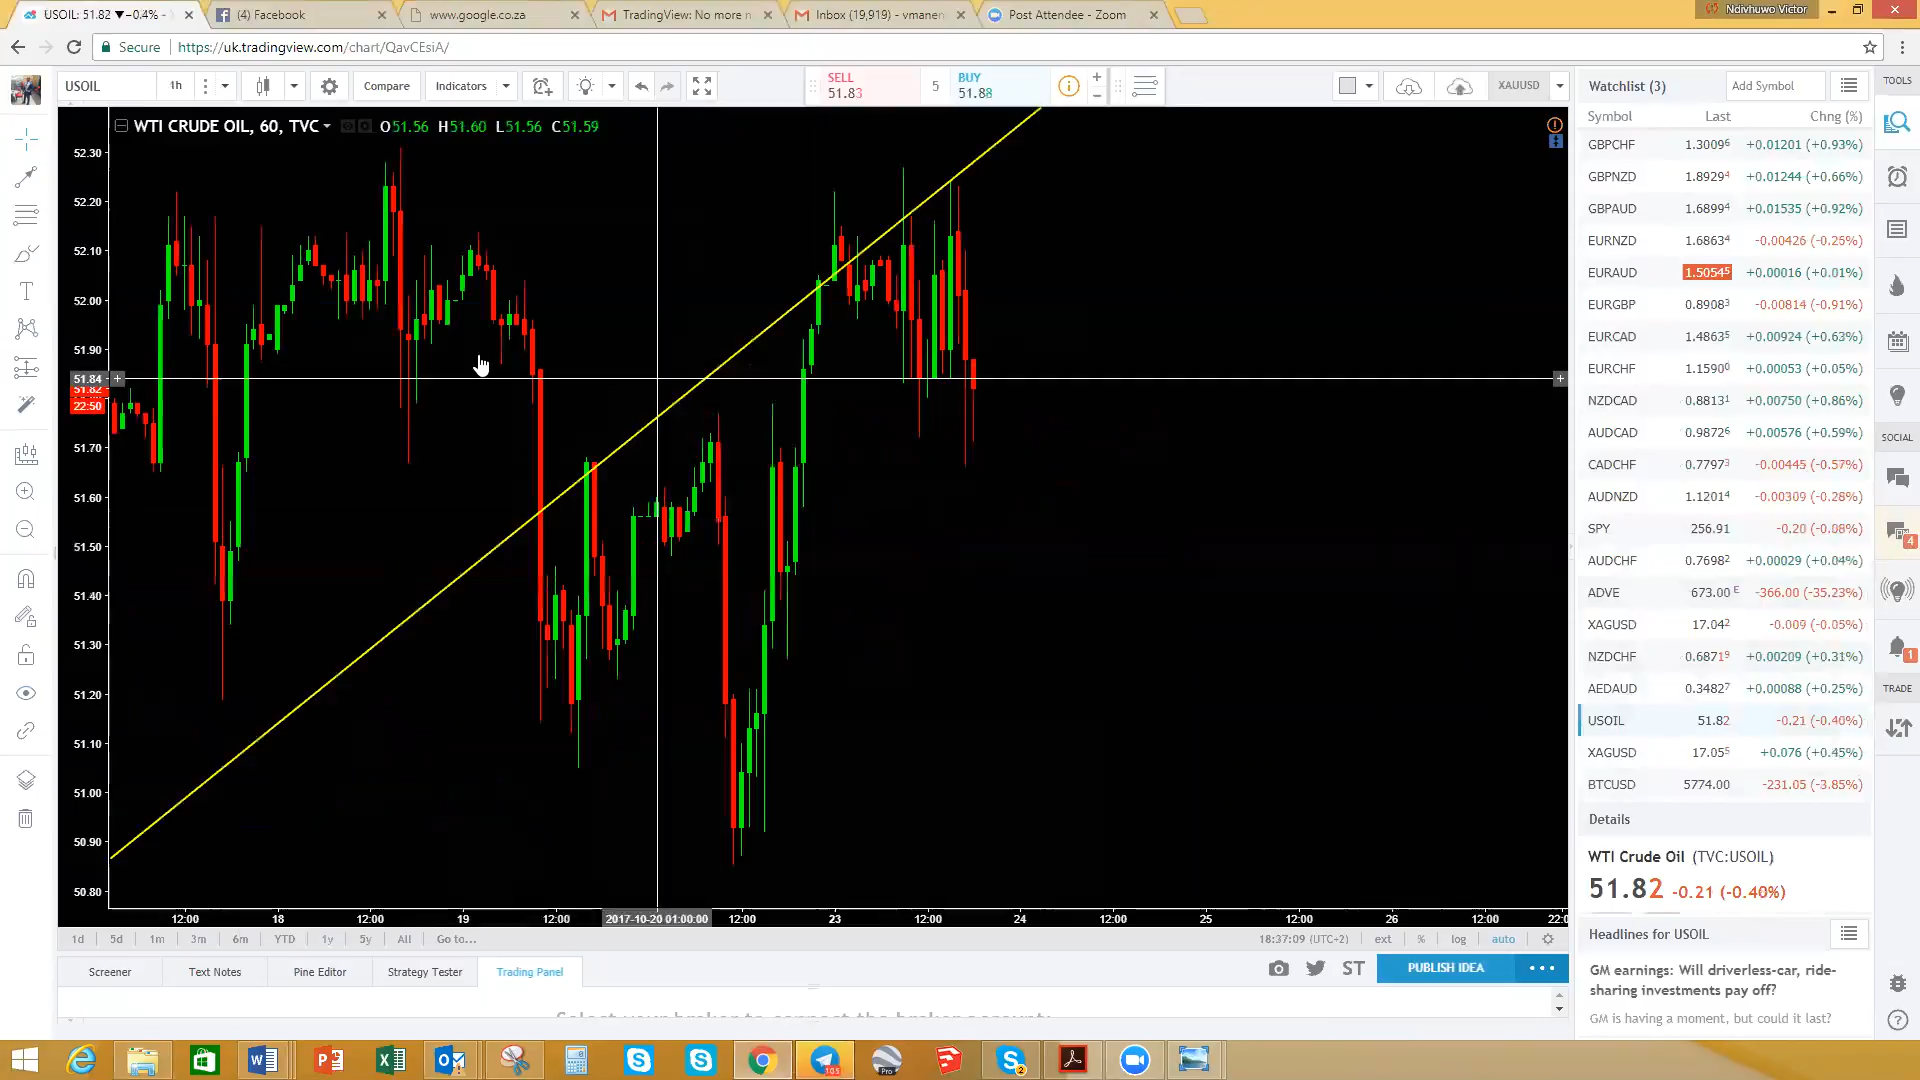 USOIL: 51.82 ▼−0.4% -
(4) Facebook
www.google.co.za
TradingView: No more n
Inbox (19,919) - vmanen
Post Attendee - Zoom
Ndivhuwo Victor
Secure
https://uk.tradingview.com/chart/QavCEsiA/
USOIL
1h
Compare
Indicators
SELL
51.83
5
BUY
51.88
XAUUSD
Watchlist (3)
Add Symbol
TOOLS
WTI CRUDE OIL, 60, TVC
O51.56 H51.60 L51.56 C51.59
Symbol Last Chng (%)
GBPCHF 1.30096 +0.01201 (+0.93%)
GBPNZD 1.89294 +0.01244 (+0.66%)
GBPAUD 1.68994 +0.01535 (+0.92%)
EURNZD 1.68634 -0.00426 (-0.25%)
EURAUD 1.50545 +0.00016 (+0.01%)
EURGBP 0.89083 -0.00814 (-0.91%)
EURCAD 1.48635 +0.00924 (+0.63%)
EURCHF 1.15900 +0.00053 (+0.05%)
NZDCAD 0.88131 +0.00750 (+0.86%)
AUDCAD 0.98726 +0.00576 (+0.59%)
CADCHF 0.77973 -0.00445 (-0.57%)
AUDNZD 1.12014 -0.00309 (-0.28%)
SPY 256.91 -0.20 (-0.08%)
AUDCHF 0.76982 +0.00029 (+0.04%)
ADVE 673.00 E -366.00 (-35.23%)
XAGUSD 17.042 -0.009 (-0.05%)
NZDCHF 0.68719 +0.00209 (+0.31%)
AEDAUD 0.34827 +0.00088 (+0.25%)
USOIL 51.82 -0.21 (-0.40%)
XAGUSD 17.055 +0.076 (+0.45%)
BTCUSD 5774.00 -231.05 (-3.85%)
SOCIAL
4
1
TRADE
52.30
52.20
52.10
52.00
51.90
51.84
51.82
22:50
51.70
51.60
51.50
51.40
51.30
51.20
51.10
51.00
50.90
50.80
12:00 18 12:00 19 12:00 2017-10-20 01:00:00 12:00 23 12:00 24 12:00 25 12:00 26 12:00 22:0
Details
WTI Crude Oil (TVC:USOIL)
51.82 -0.21 (-0.40%)
Headlines for USOIL
GM earnings: Will driverless-car, ride-
sharing investments pay off?
GM is having a moment, but could it last?
1d 5d 1m 3m 6m YTD 1y 5y All Go to...
18:37:09 (UTC+2) ext % log auto
Screener Text Notes Pine Editor Strategy Tester Trading Panel
ST
PUBLISH IDEA
105
Pro
2